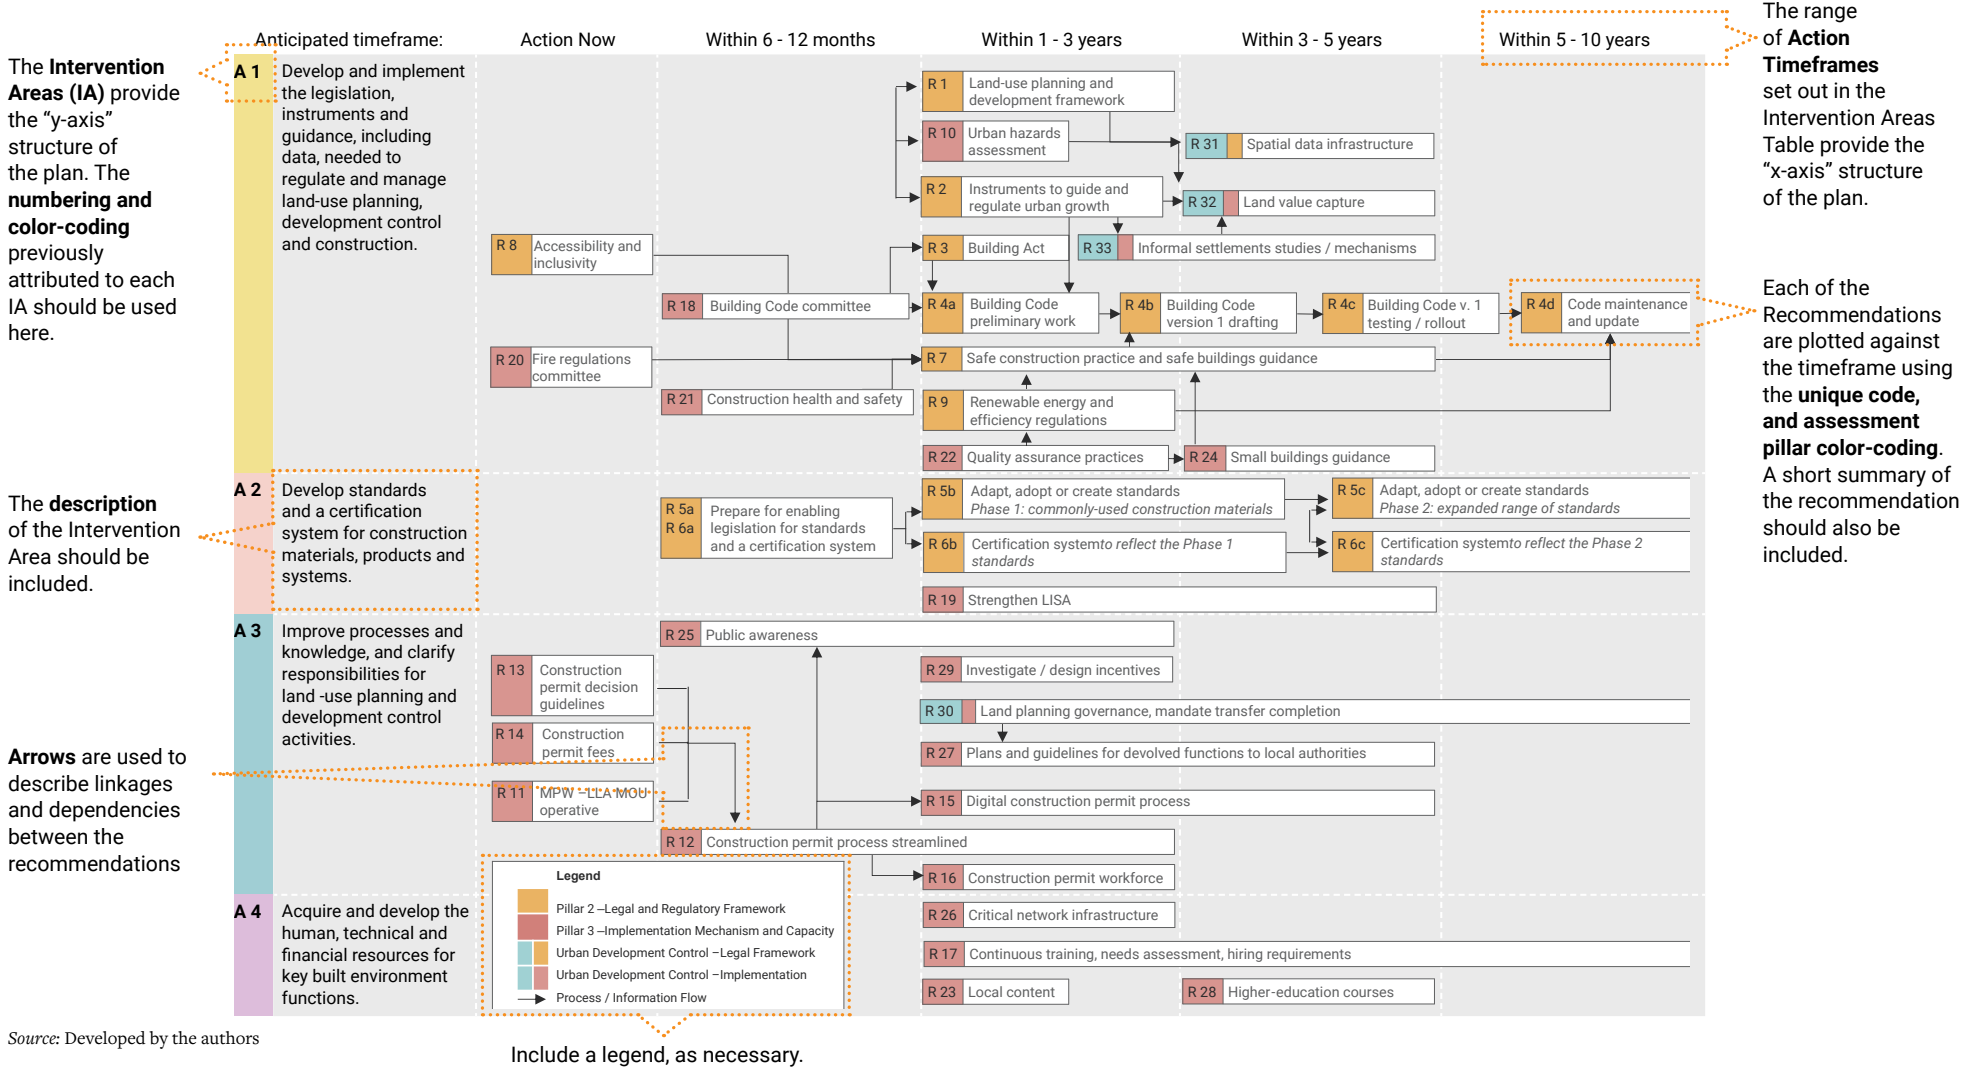 Anticipated timeframe:
Action Now
Within 6 - 12 months
Within 1 - 3 years
Within 3 - 5 years
Within 5 - 10 years
The Intervention
Areas (IA) provide
the “y-axis”
structure of
the plan. The
numbering and
color-coding
previously
attributed to each
IA should be used
here.
The description
of the Intervention
Area should be
included.
Arrows are used to
describe linkages
and dependencies
between the
recommendations
A 1
Develop and implement
the legislation,
instruments and
guidance, including
data, needed to
regulate and manage
land-use planning,
development control
and construction.
R 8
Accessibility and
inclusivity
R 20
Fire regulations
committee
R 18
Building Code committee
R 21
Construction health and safety
R 1
Land-use planning and
development framework
R 10
Urban hazards
assessment
R 2
Instruments to guide and
regulate urban growth
R 3
Building Act
R 31
Spatial data infrastructure
R 32
Land value capture
R 33
Informal settlements studies / mechanisms
R 4a
Building Code
preliminary work
R 4b
Building Code
version 1 drafting
R 4c
Building Code v. 1
testing / rollout
R 4d
Code maintenance
and update
R 7
Safe construction practice and safe buildings guidance
R 9
Renewable energy and
efficiency regulations
R 22
Quality assurance practices
R 24
Small buildings guidance
A 2
Develop standards
and a certification
system for construction
materials, products and
systems.
R 5a
R 6a
Prepare for enabling
legislation for standards
and a certification system
R 5b
Adapt, adopt or create standards
Phase 1: commonly-used construction materials
R 5c
Adapt, adopt or create standards
Phase 2: expanded range of standards
R 6b
Certification systemto reflect the Phase 1
standards
R 6c
Certification systemto reflect the Phase 2
standards
R 19
Strengthen LISA
A 3
Improve processes and
knowledge, and clarify
responsibilities for
land -use planning and
development control
activities.
R 25
Public awareness
R 13
Construction
permit decision
guidelines
R 14
Construction
permit fees
R 11
MPW –LLA MOU
operative
R 29
Investigate / design incentives
R 30
Land planning governance, mandate transfer completion
R 27
Plans and guidelines for devolved functions to local authorities
R 15
Digital construction permit process
R 12
Construction permit process streamlined
R 16
Construction permit workforce
A 4
Acquire and develop the
human, technical and
financial resources for
key built environment
functions.
R 26
Critical network infrastructure
R 17
Continuous training, needs assessment, hiring requirements
R 23
Local content
R 28
Higher-education courses
Legend
Pillar 2 –Legal and Regulatory Framework
Pillar 3 –Implementation Mechanism and Capacity
Urban Development Control –Legal Framework
Urban Development Control –Implementation
Process / Information Flow
The range
of Action
Timeframes
set out in the
Intervention Areas
Table provide the
“x-axis” structure
of the plan.
Each of the
Recommendations
are plotted against
the timeframe using
the unique code,
and assessment
pillar color-coding.
A short summary of
the recommendation
should also be
included.
Source: Developed by the authors
Include a legend, as necessary.